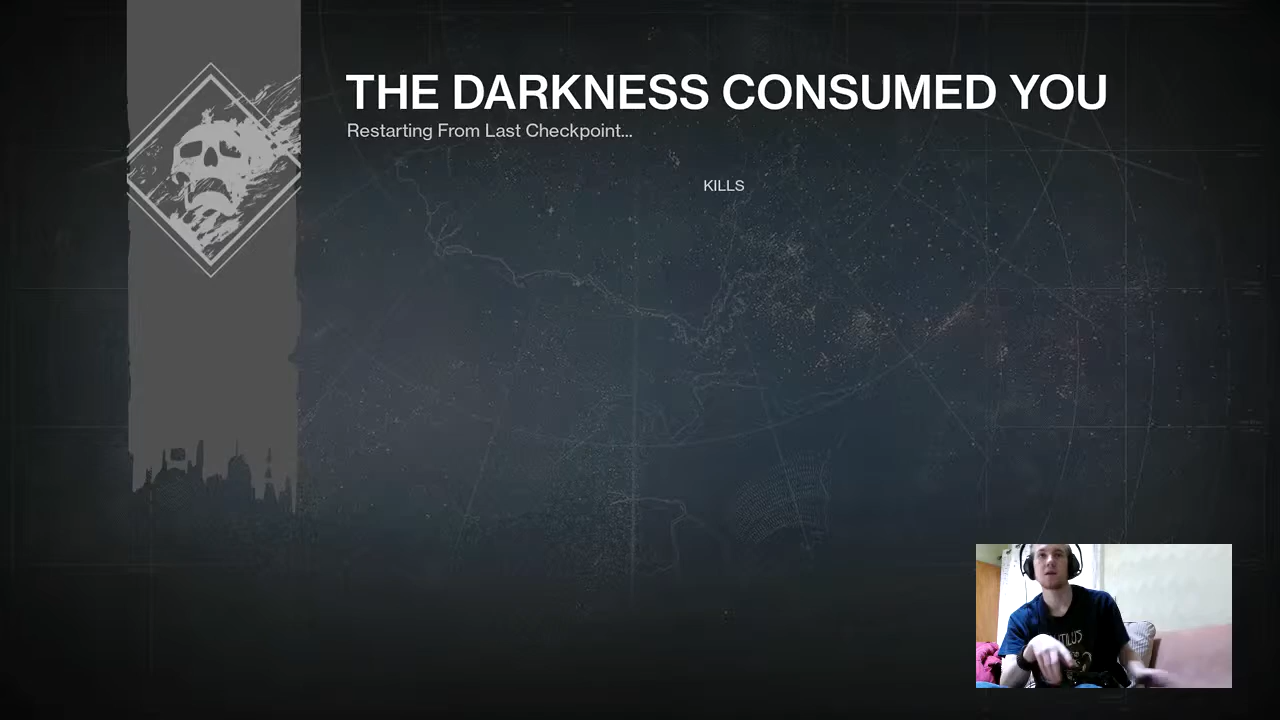 THE DARKNESS CONSUMED YOU
Restarting From Last Checkpoint...
KILLS